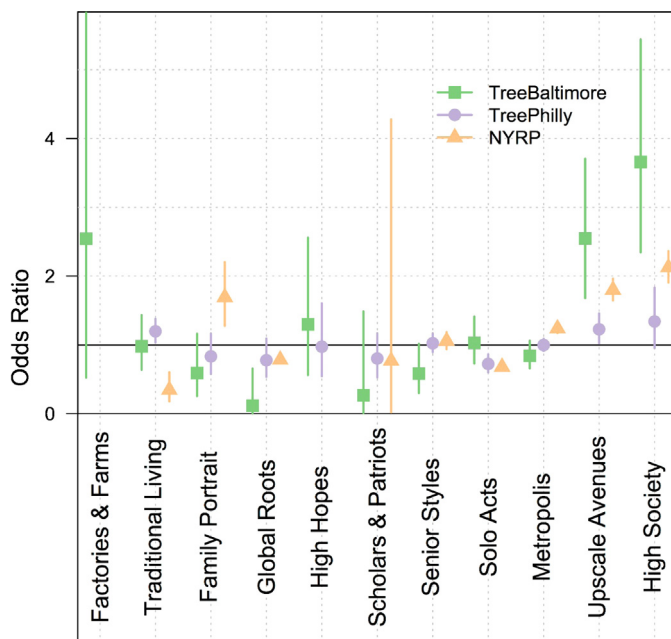 TreeBaltimore
TreePhilly
NYRP
Odds Ratio
4
2
0
Factories & Farms
Traditional Living
Family Portrait
Global Roots
High Hopes
Scholars & Patriots
Senior Styles
Solo Acts
Metropolis
Upscale Avenues
High Society